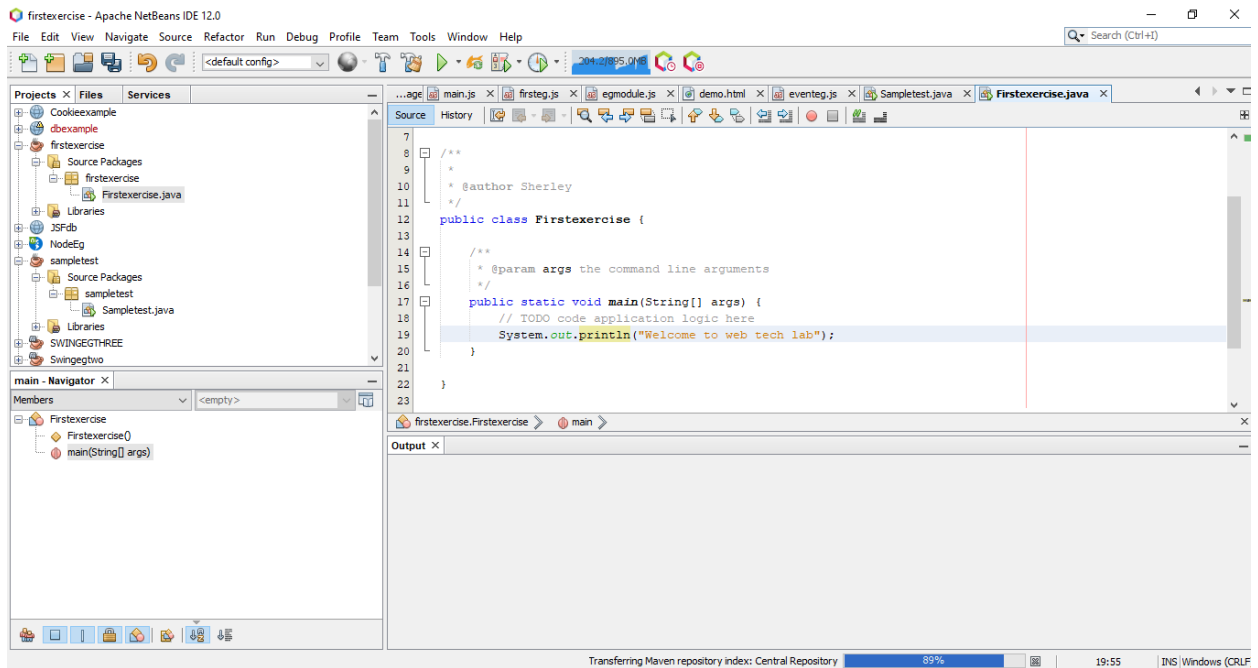 firstexercise - Apache NetBeans IDE 12.0
File Edit View Navigate Source Refactor Run Debug Profile Team Tools Window Help
Search (Ctrl+I)
<default config>
204.2/895.0MB
Projects Files Services
Cookieexample
dbexample
firstexercise
Source Packages
firstexercise
Firstexercise.java
Libraries
JSFdb
NodeEg
sampletest
Source Packages
sampletest
Sampletest.java
Libraries
SWINGEGTHREE
Swingegtwo
...age main.js firsteg.js egmodule.js demo.html eventeg.js Sampletest.java Firstexercise.java
Source History
7
8 /**
9 *
10 * @author Sherley
11 */
12 public class Firstexercise {
13
14 /**
15 * @param args the command line arguments
16 */
17 public static void main(String[] args) {
18 // TODO code application logic here
19 System.out.println("Welcome to web tech lab");
20 }
21
22 }
23
firstexercise.Firstexercise main
main - Navigator
Members <empty>
Firstexercise
Firstexercise()
main(String[] args)
Output
Transferring Maven repository index: Central Repository 89% 19:55 INS Windows (CRLF